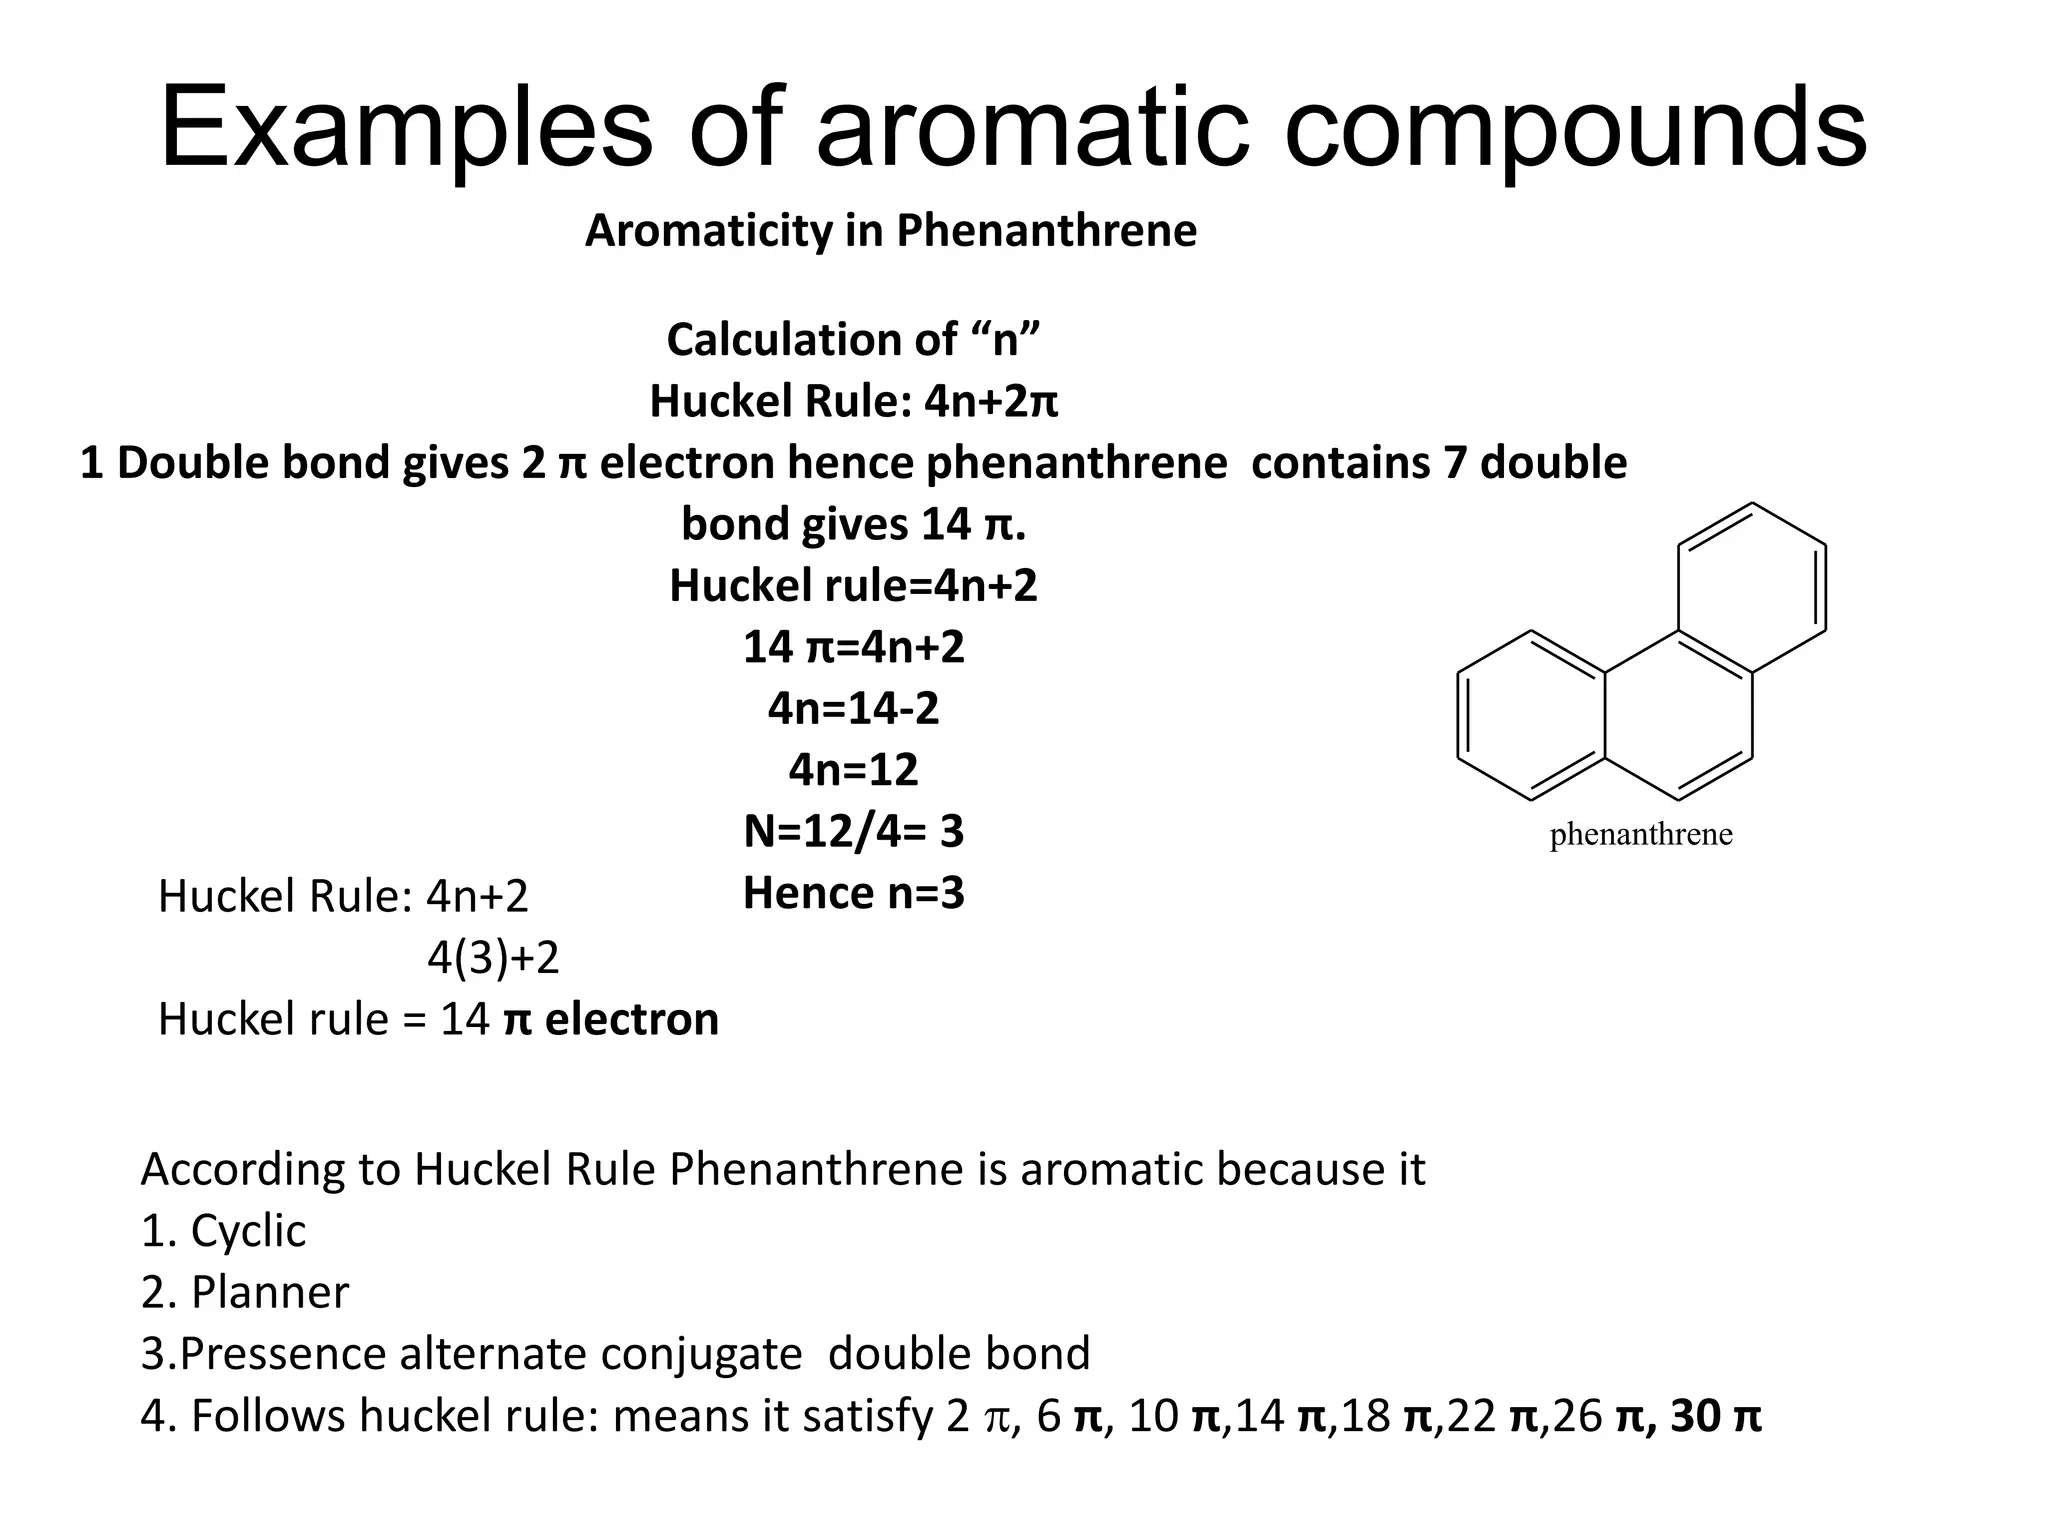 Examples of aromatic compounds
Aromaticity in Phenanthrene
Calculation of “n”
Huckel Rule: 4n+2π
1 Double bond gives 2 π electron hence phenanthrene  contains 7 double
bond gives 14 π.
Huckel rule=4n+2
14 π=4n+2
4n=14-2
4n=12
N=12/4= 3
Hence n=3
phenanthrene
Huckel Rule: 4n+2
4(3)+2
Huckel rule = 14 π electron
According to Huckel Rule Phenanthrene is aromatic because it
1. Cyclic
2. Planner
3.Pressence alternate conjugate  double bond
4. Follows huckel rule: means it satisfy 2 π, 6 π, 10 π,14 π,18 π,22 π,26 π, 30 π